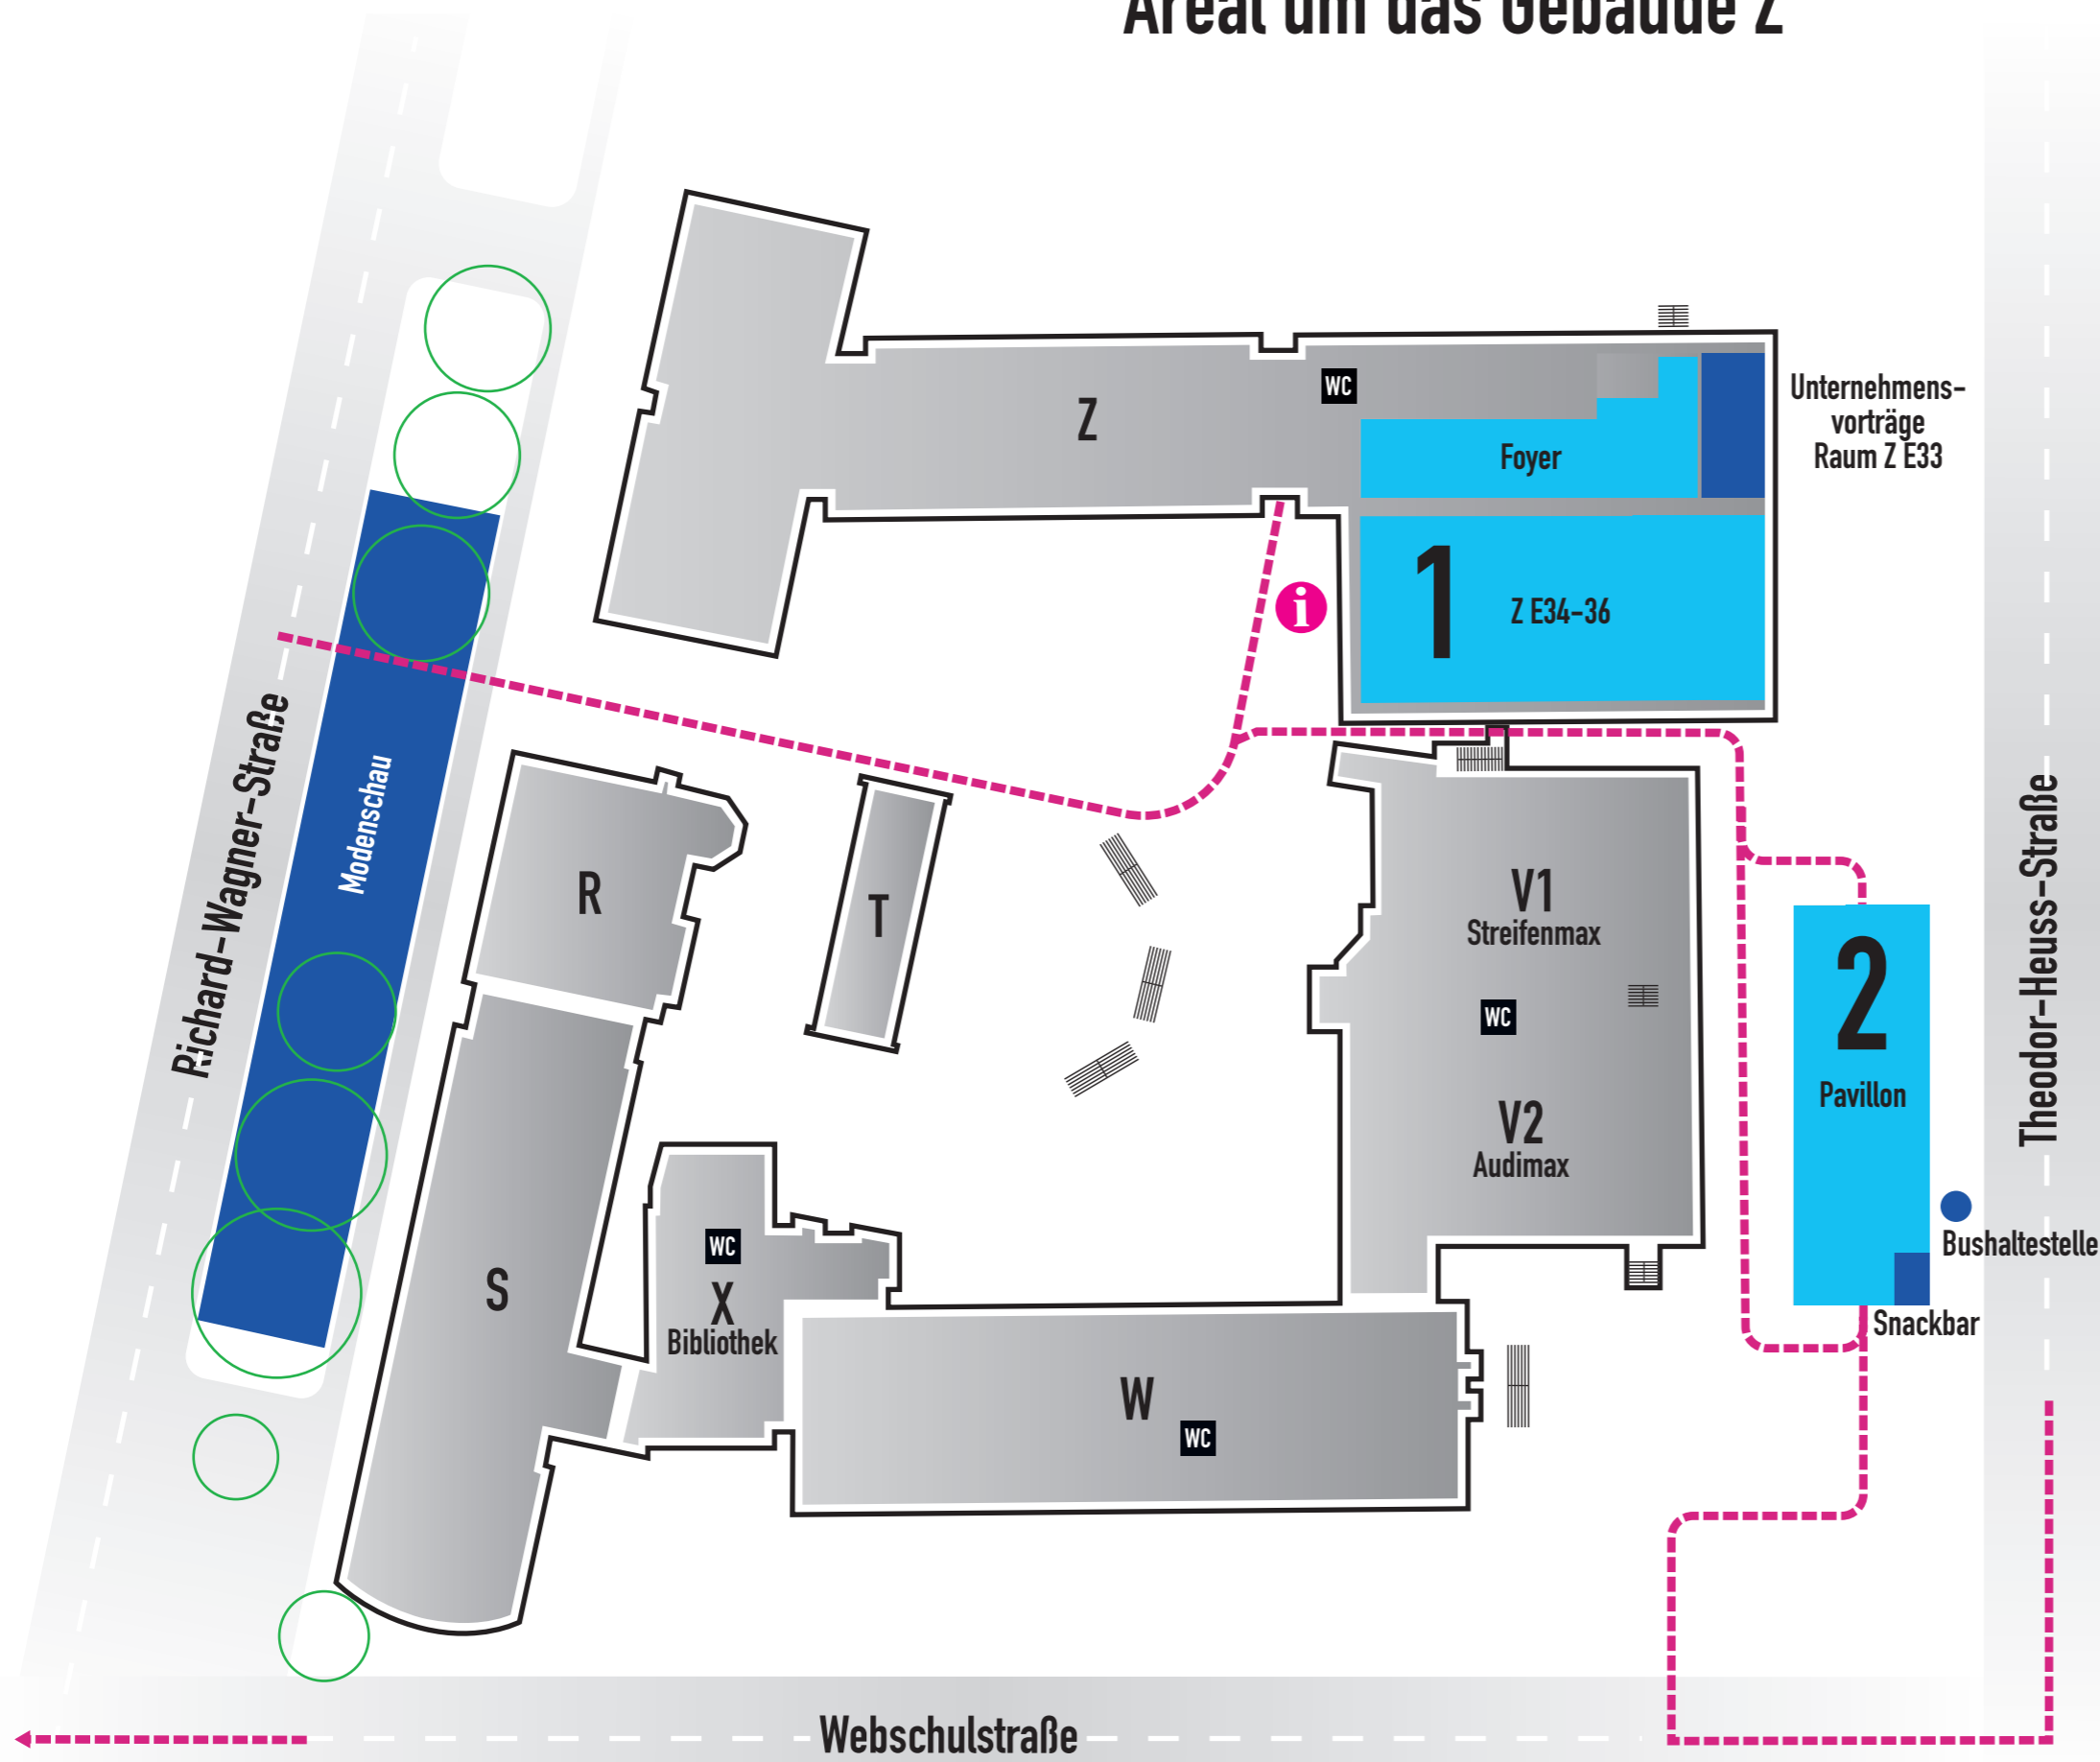 Areal um das Gebäude Z
Z
WC
Foyer
Unternehmens-
vorträge
Raum Z E33
1
Z E34-36
i
Richard-Wagner-Straße
Modenschau
R
T
V1
Streifenmax
WC
V2
Audimax
2
Pavillon
Theodor-Heuss-Straße
Bushaltestelle
Snackbar
S
WC
X
Bibliothek
W
WC
Webschulstraße